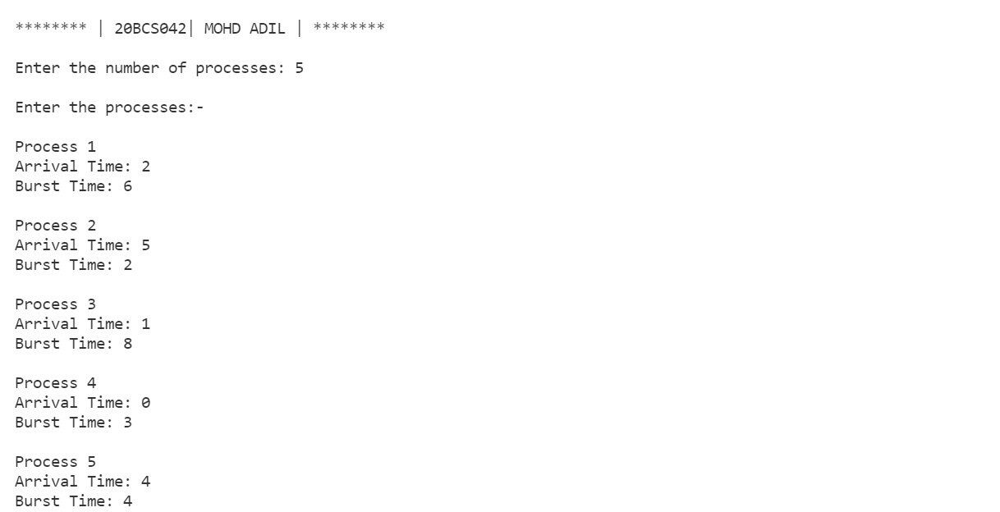 ******** | 20BCS042| MOHD ADIL | ********
Enter the number of processes: 5
Enter the processes:-
Process 1
Arrival Time: 2
Burst Time: 6
Process 2
Arrival Time: 5
Burst Time: 2
Process 3
Arrival Time: 1
Burst Time: 8
Process 4
Arrival Time: 0
Burst Time: 3
Process 5
Arrival Time: 4
Burst Time: 4